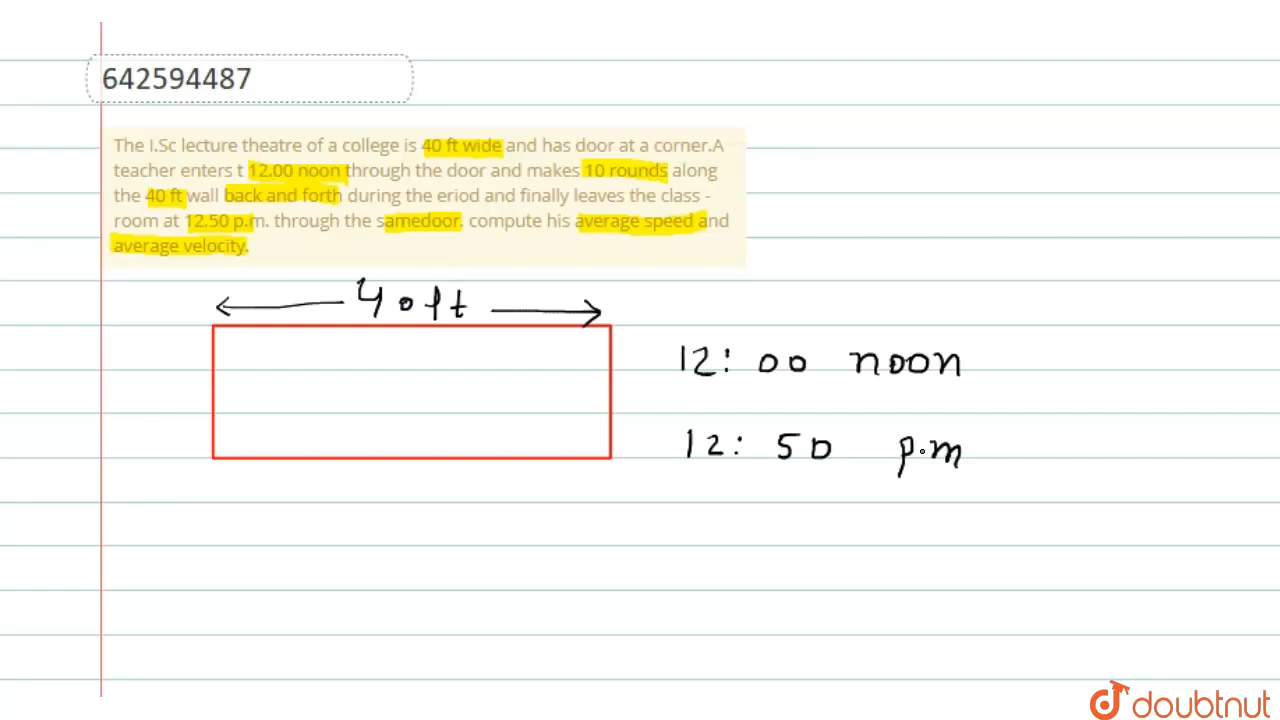 642594487
The I.Sc lecture theatre of a college is 40 ft wide and has door at a corner.A
teacher enters t 12.00 noon through the door and makes 10 rounds along
the 40 ft wall back and forth during the eriod and finally leaves the class -
room at 12.50 p.m. through the samedoor. compute his average speed and
average velocity.
40 ft
12: 00 noon
12: 50 p.m
doubtnut